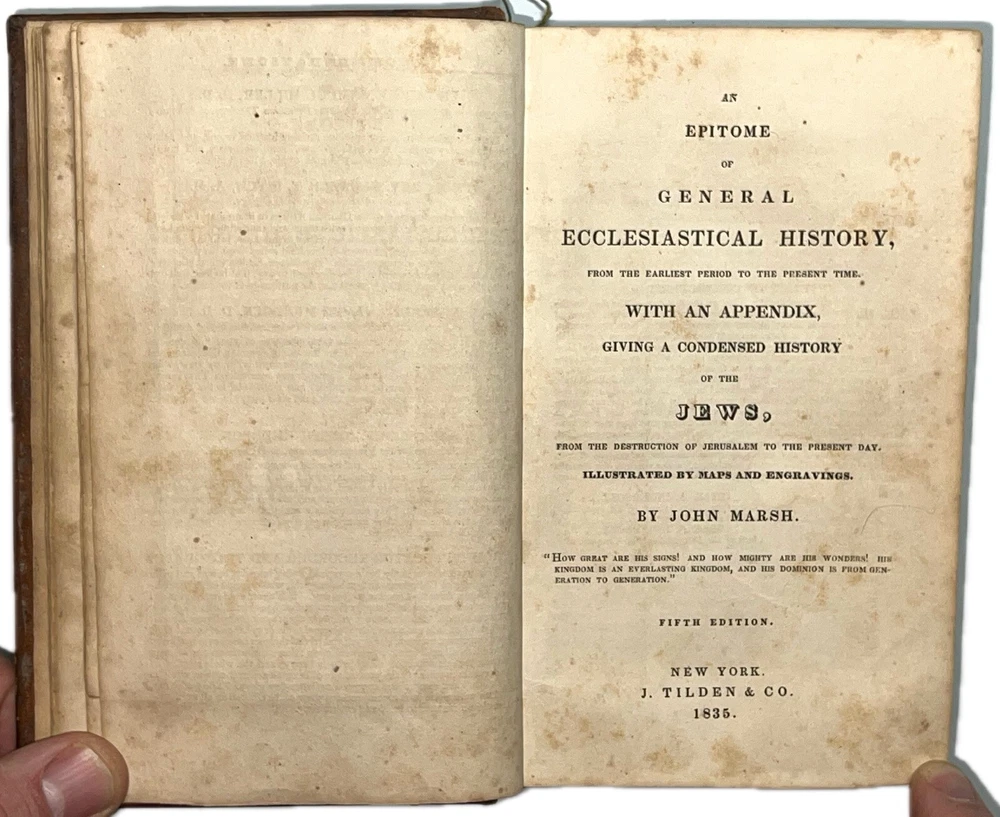 AN
EPITOME
OF
GENERAL
ECCLESIASTICAL HISTORY,
FROM THE EARLIEST PERIOD TO THE PRESENT TIME.
WITH AN APPENDIX,
GIVING A CONDENSED HISTORY
OF THE
JEWS,
FROM THE DESTRUCTION OF JERUSALEM TO THE PRESENT DAY.
ILLUSTRATED BY MAPS AND ENGRAVINGS.
BY JOHN MARSH.
"HOW GREAT ARE HIS SIGNS! AND HOW MIGHTY ARE HIS WONDERS! HIS
KINGDOM IS AN EVERLASTING KINGDOM, AND HIS DOMINION IS FROM GEN-
ERATION TO GENERATION."
FIFTH EDITION.
NEW YORK.
J. TILDEN & CO.
1835.